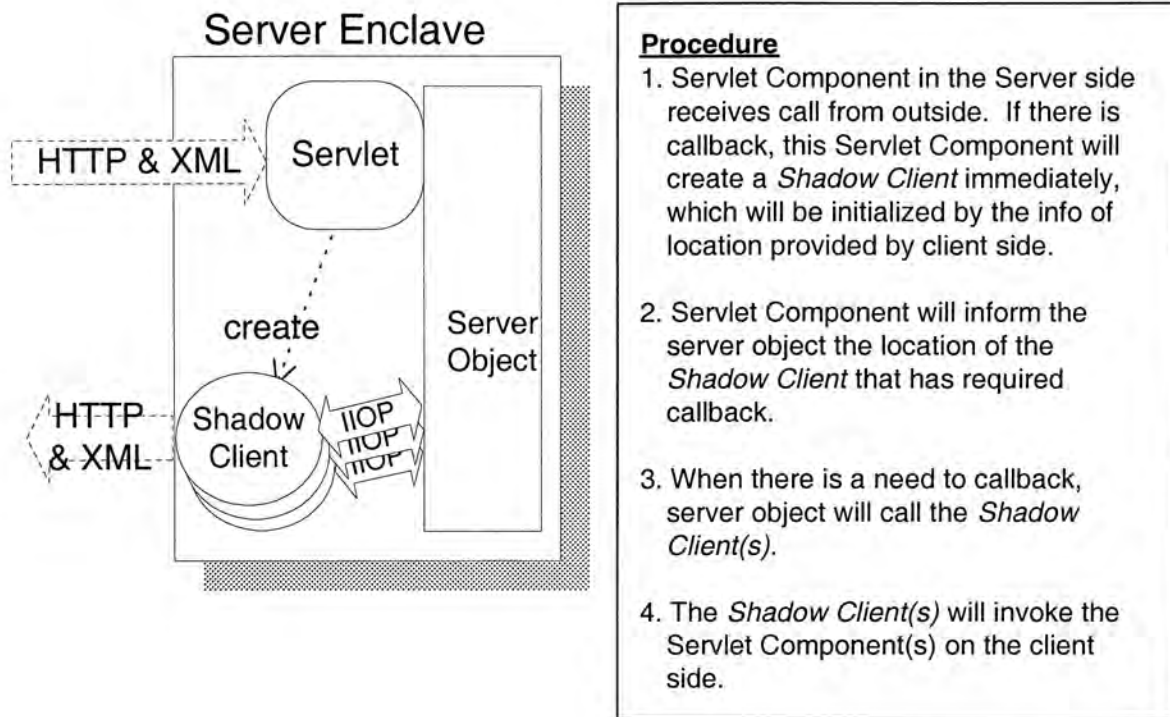 Server Enclave
HTTP & XML
Servlet
create
Server
Object
HTTP
& XML
Shadow
Client
IIOP
IIOP
IIOP
Procedure
1. Servlet Component in the Server side
receives call from outside. If there is
callback, this Servlet Component will
create a Shadow Client immediately,
which will be initialized by the info of
location provided by client side.
2. Servlet Component will inform the
server object the location of the
Shadow Client that has required
callback.
3. When there is a need to callback,
server object will call the Shadow
Client(s).
4. The Shadow Client(s) will invoke the
Servlet Component(s) on the client
side.